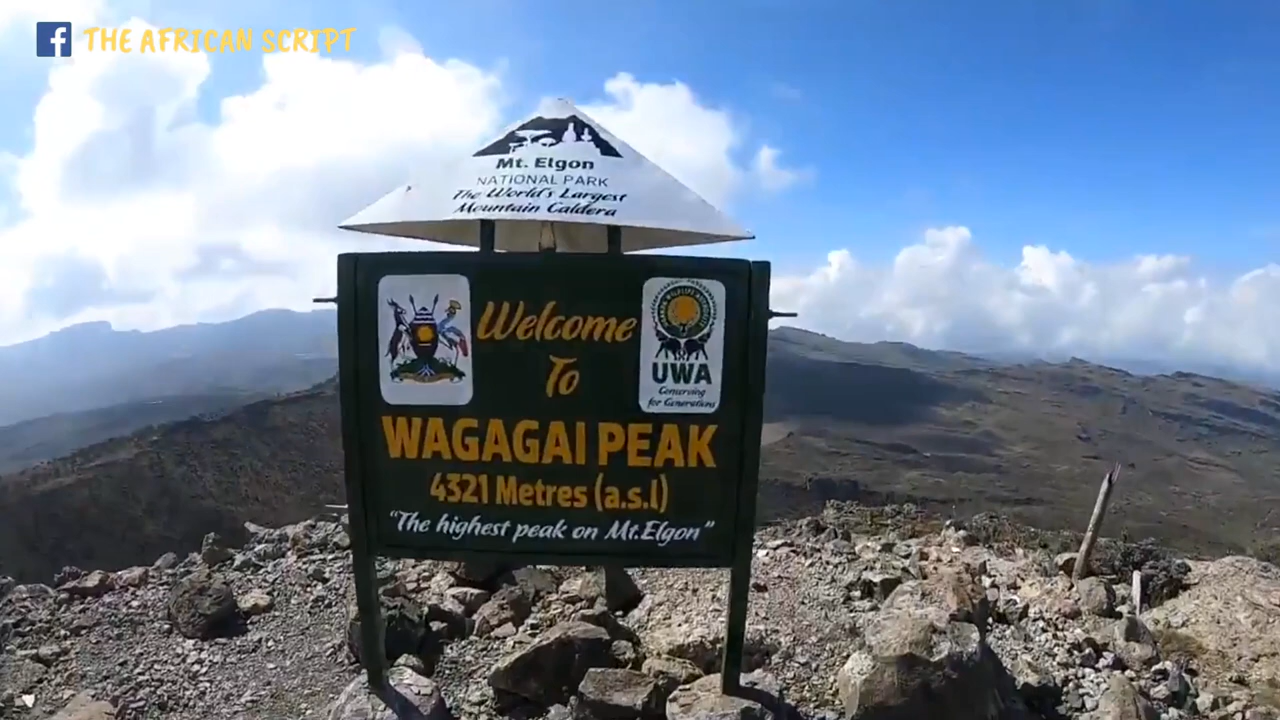 THE AFRICAN SCRIPT
Mt. Elgon
NATIONAL PARK
The World's Largest
Mountain Caldera
Welcome
To
WAGAGAI PEAK
4321 Metres (a.s.l)
"The highest peak on Mt.Elgon"
UWA
Conserving
for Generations